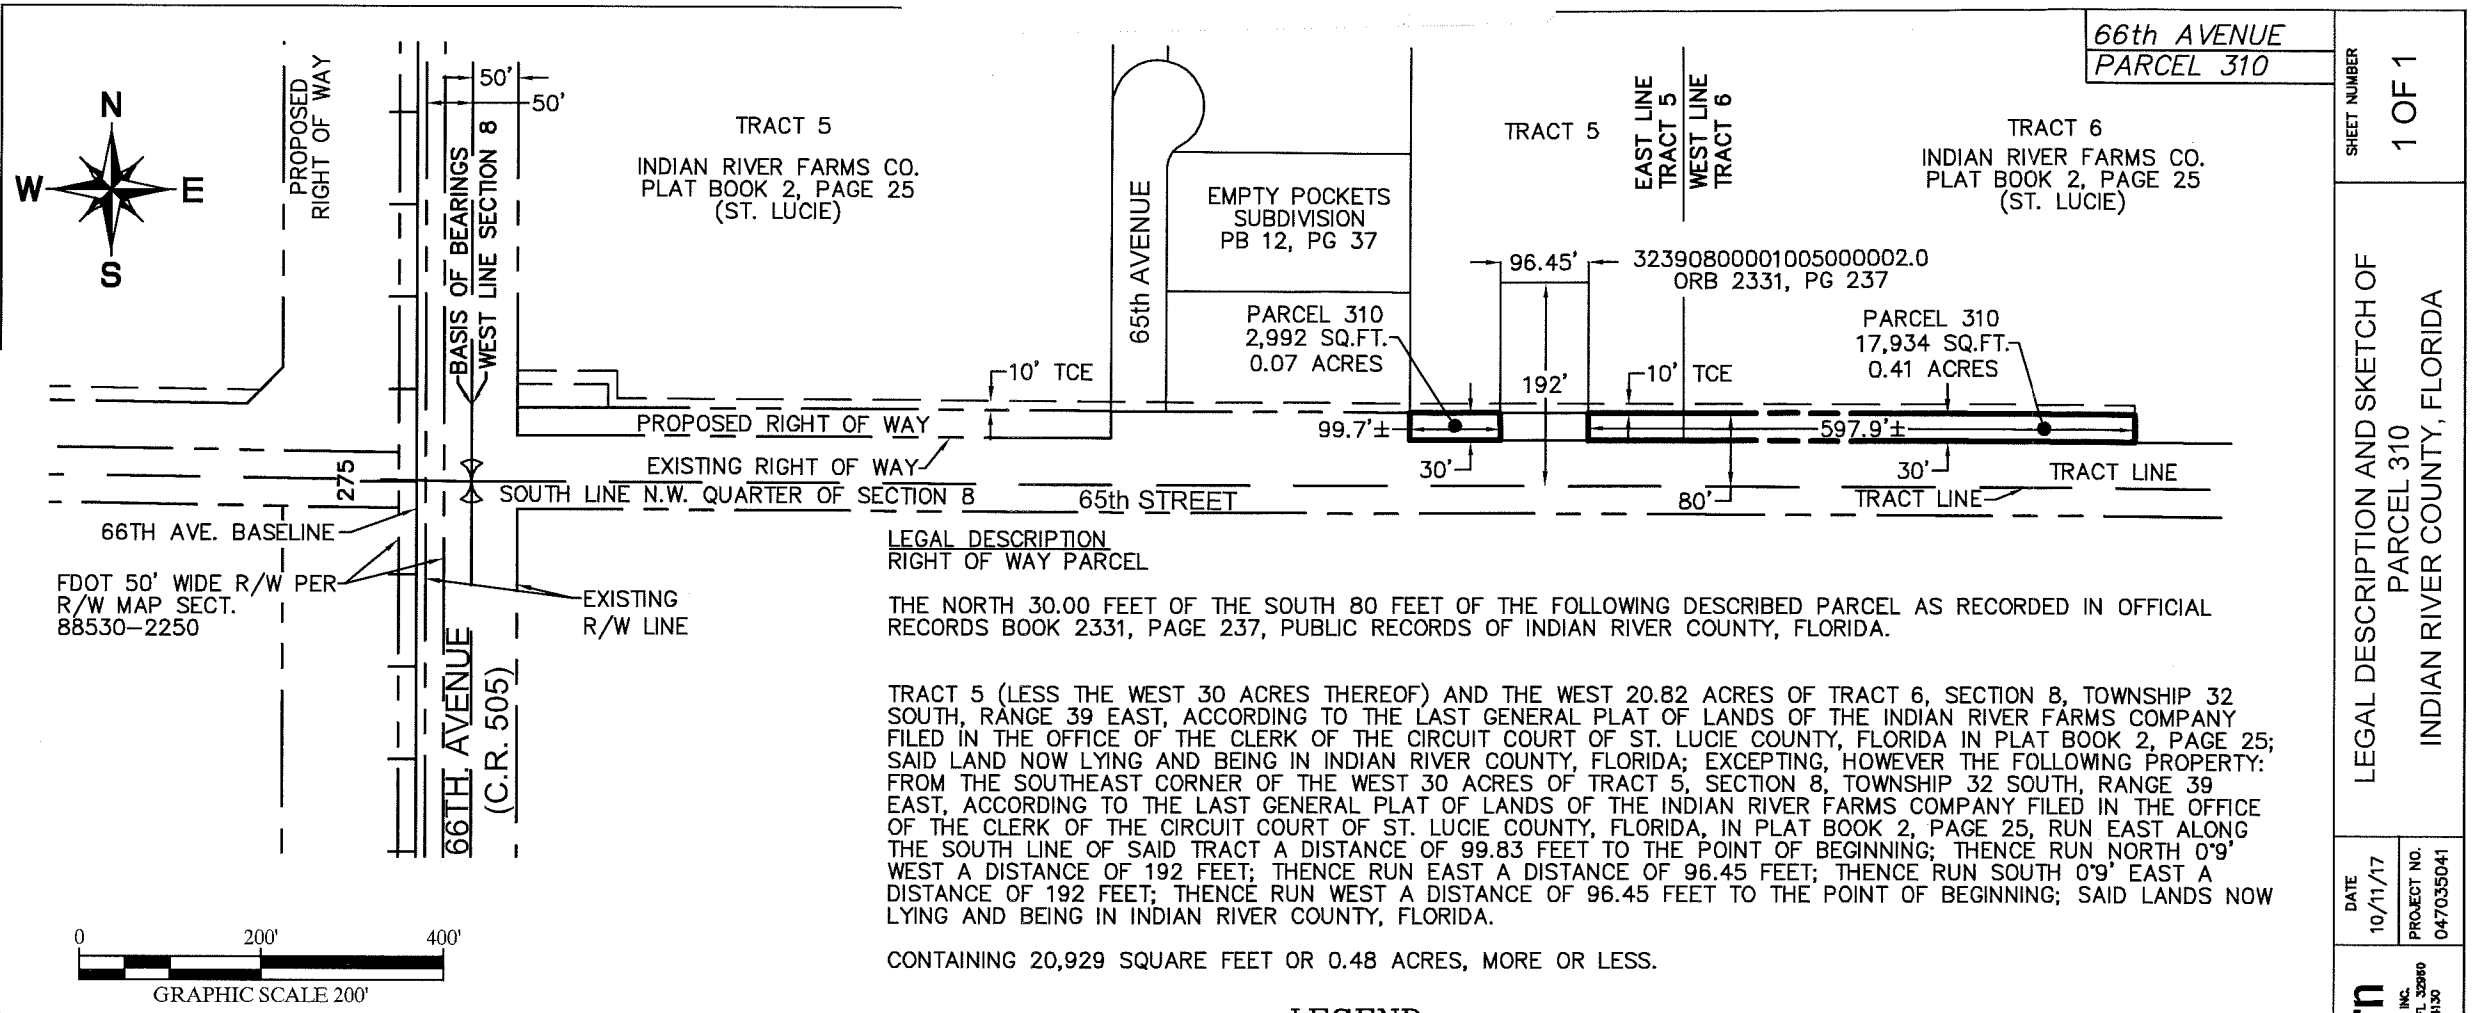 66th AVENUE
PARCEL 310
SHEET NUMBER
1 OF 1
LEGAL DESCRIPTION AND SKETCH OF
PARCEL 310
INDIAN RIVER COUNTY, FLORIDA
DATE
10/11/17
PROJECT NO.
047035041
INC.
FL 32960
N
W
E
S
PROPOSED
RIGHT OF WAY
50'
50'
BASIS OF BEARINGS
WEST LINE SECTION 8
TRACT 5
INDIAN RIVER FARMS CO.
PLAT BOOK 2, PAGE 25
(ST. LUCIE)
65th AVENUE
EMPTY POCKETS
SUBDIVISION
PB 12, PG 37
TRACT 5
EAST LINE
TRACT 5
WEST LINE
TRACT 6
TRACT 6
INDIAN RIVER FARMS CO.
PLAT BOOK 2, PAGE 25
(ST. LUCIE)
96.45'
32390800001005000002.0
ORB 2331, PG 237
PARCEL 310
2,992 SQ.FT.
0.07 ACRES
PARCEL 310
17,934 SQ.FT.
0.41 ACRES
10' TCE
192'
10' TCE
PROPOSED RIGHT OF WAY
99.7'±
597.9'±
EXISTING RIGHT OF WAY
30'
30'
TRACT LINE
275
SOUTH LINE N.W. QUARTER OF SECTION 8
65th STREET
80'
TRACT LINE
66TH AVE. BASELINE
FDOT 50' WIDE R/W PER
R/W MAP SECT.
88530-2250
EXISTING
R/W LINE
66TH. AVENUE
(C.R. 505)
LEGAL DESCRIPTION
RIGHT OF WAY PARCEL
THE NORTH 30.00 FEET OF THE SOUTH 80 FEET OF THE FOLLOWING DESCRIBED PARCEL AS RECORDED IN OFFICIAL
RECORDS BOOK 2331, PAGE 237, PUBLIC RECORDS OF INDIAN RIVER COUNTY, FLORIDA.
TRACT 5 (LESS THE WEST 30 ACRES THEREOF) AND THE WEST 20.82 ACRES OF TRACT 6, SECTION 8, TOWNSHIP 32
SOUTH, RANGE 39 EAST, ACCORDING TO THE LAST GENERAL PLAT OF LANDS OF THE INDIAN RIVER FARMS COMPANY
FILED IN THE OFFICE OF THE CLERK OF THE CIRCUIT COURT OF ST. LUCIE COUNTY, FLORIDA IN PLAT BOOK 2, PAGE 25;
SAID LAND NOW LYING AND BEING IN INDIAN RIVER COUNTY, FLORIDA; EXCEPTING, HOWEVER THE FOLLOWING PROPERTY:
FROM THE SOUTHEAST CORNER OF THE WEST 30 ACRES OF TRACT 5, SECTION 8, TOWNSHIP 32 SOUTH, RANGE 39
EAST, ACCORDING TO THE LAST GENERAL PLAT OF LANDS OF THE INDIAN RIVER FARMS COMPANY FILED IN THE OFFICE
OF THE CLERK OF THE CIRCUIT COURT OF ST. LUCIE COUNTY, FLORIDA, IN PLAT BOOK 2, PAGE 25, RUN EAST ALONG
THE SOUTH LINE OF SAID TRACT A DISTANCE OF 99.83 FEET TO THE POINT OF BEGINNING; THENCE RUN NORTH 0°9'
WEST A DISTANCE OF 192 FEET; THENCE RUN EAST A DISTANCE OF 96.45 FEET; THENCE RUN SOUTH 0°9' EAST A
DISTANCE OF 192 FEET; THENCE RUN WEST A DISTANCE OF 96.45 FEET TO THE POINT OF BEGINNING; SAID LANDS NOW
LYING AND BEING IN INDIAN RIVER COUNTY, FLORIDA.
CONTAINING 20,929 SQUARE FEET OR 0.48 ACRES, MORE OR LESS.
0 200' 400'
GRAPHIC SCALE 200'
LEGEND